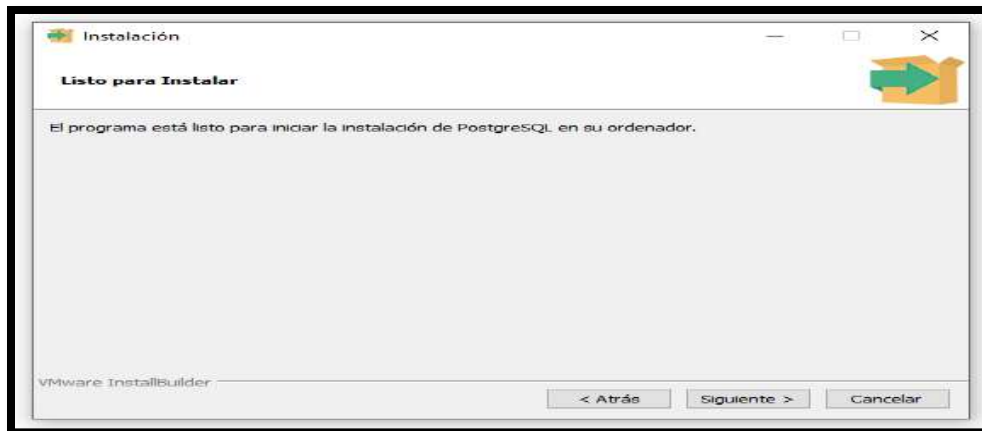 Instalación
Listo para Instalar
El programa está listo para iniciar la instalación de PostgreSQL en su ordenador.
VMware InstallBuilder
< Atrás
Siguiente >
Cancelar